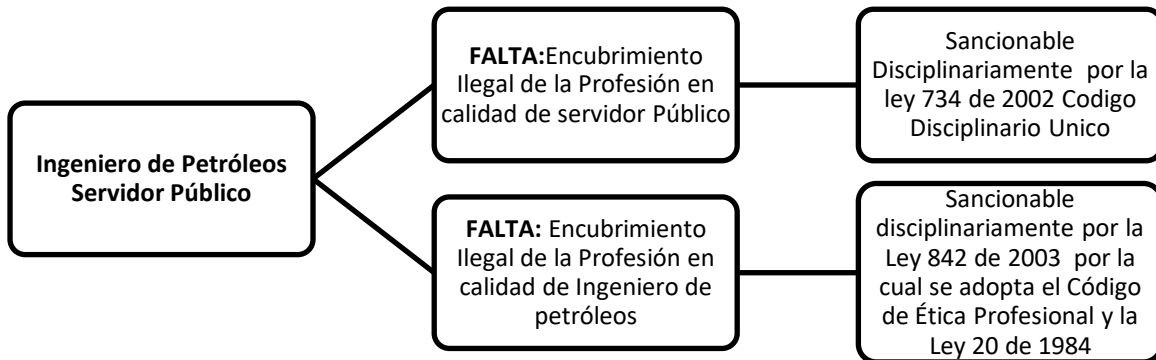 Ingeniero de Petróleos
Servidor Público
FALTA:Encubrimiento
Ilegal de la Profesión en
calidad de servidor Público
Sancionable
Disciplinariamente por la
ley 734 de 2002 Codigo
Disciplinario Unico
FALTA: Encubrimiento
Ilegal de la Profesión en
calidad de Ingeniero de
petróleos
Sancionable
disciplinariamente por la
Ley 842 de 2003 por la
cual se adopta el Código
de Ética Profesional y la
Ley 20 de 1984